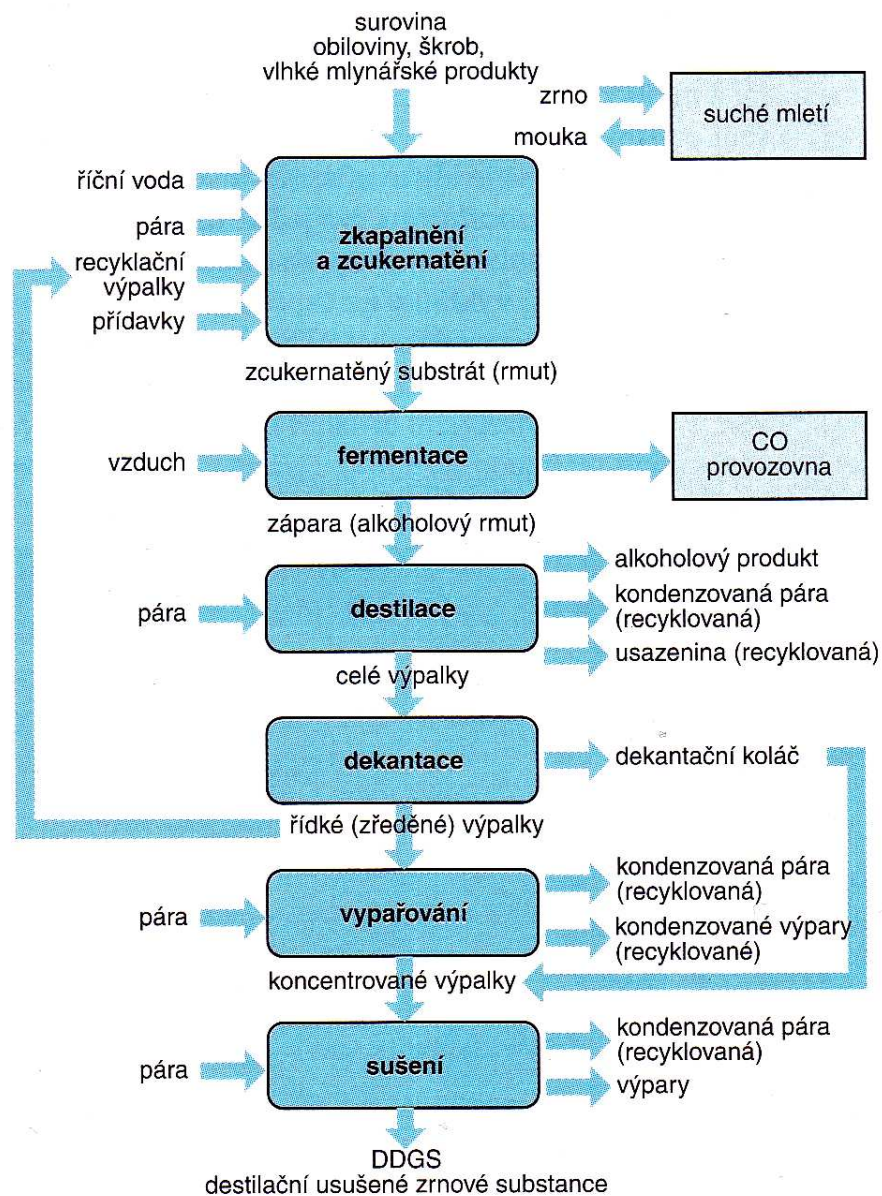 surovina
obiloviny, škrob,
vlhké mlynářské produkty
zrno
mouka
suché mletí
říční voda
pára
recyklační
výpalky
přídavky
zkapalnění
a zcukernatění
zcukernatěný substrát (rmut)
vzduch
fermentace
CO
provozovna
zápara (alkoholový rmut)
pára
destilace
alkoholový produkt
kondenzovaná pára
(recyklovaná)
usazenina (recyklovaná)
celé výpalky
dekantace
dekantační koláč
řídké (zředěné) výpalky
pára
vypařování
kondenzovaná pára
(recyklovaná)
kondenzované výpary
(recyklované)
koncentrované výpalky
pára
sušení
kondenzovaná pára
(recyklovaná)
výpary
DDGS
destilační usušené zrnové substance